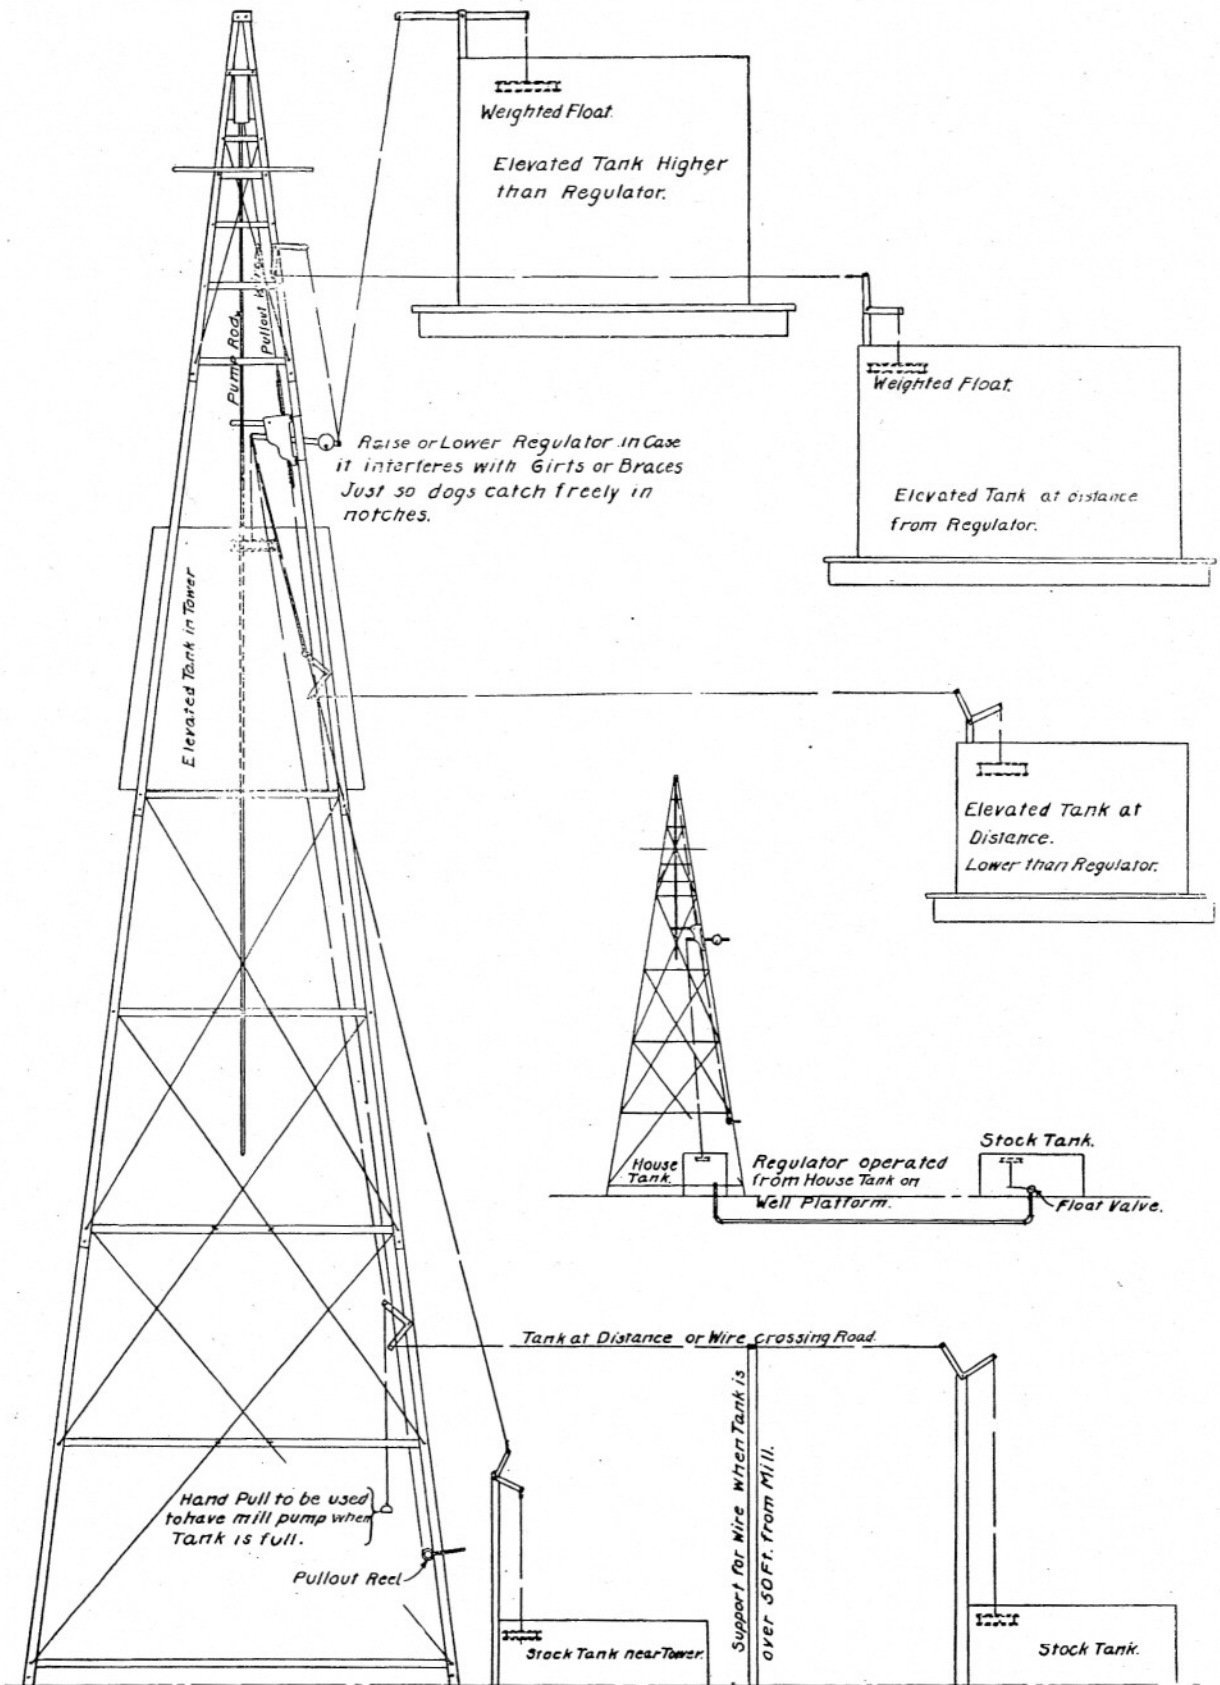 Weighted Float.
Elevated Tank Higher
than Regulator.
Pump Rod.
Pullout
Weighted Float.
Elevated Tank at distance
from Regulator.
Raise or Lower Regulator in Case
it interferes with Girts or Braces
Just so dogs catch freely in
notches.
Elevated Tank in Tower
Elevated Tank at
Distance.
Lower than Regulator.
House
Tank.
Regulator operated
from House Tank on
Well Platform.
Stock Tank.
Float Valve.
Tank at Distance or Wire crossing Road.
Support for Wire when Tank is
over 50 Ft. from Mill.
Hand Pull to be used
to have mill pump when
Tank is full.
Pullout Reel
Stock Tank near Tower.
Stock Tank.